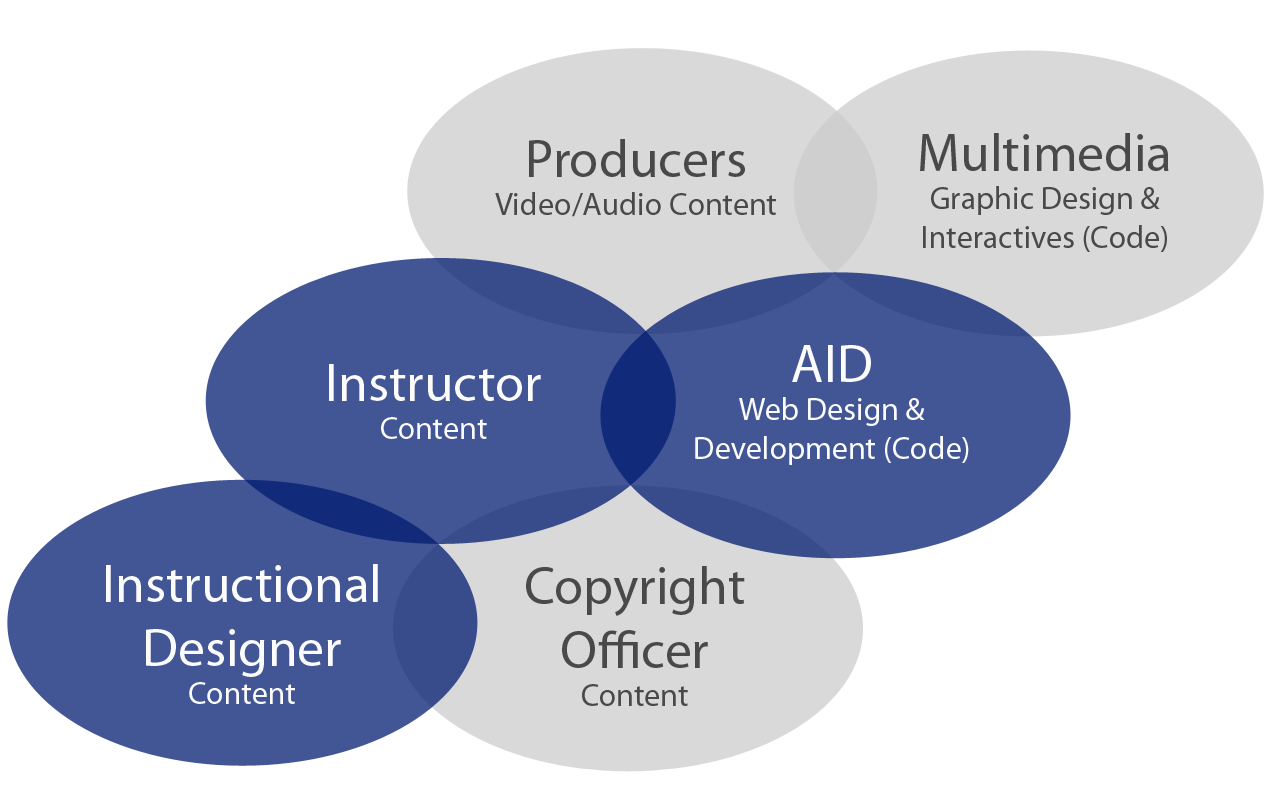 Producers
Video/Audio Content
Multimedia
Graphic Design &
Interactives (Code)
Instructor
Content
AID
Web Design &
Development (Code)
Instructional
Designer
Content
Copyright
Officer
Content